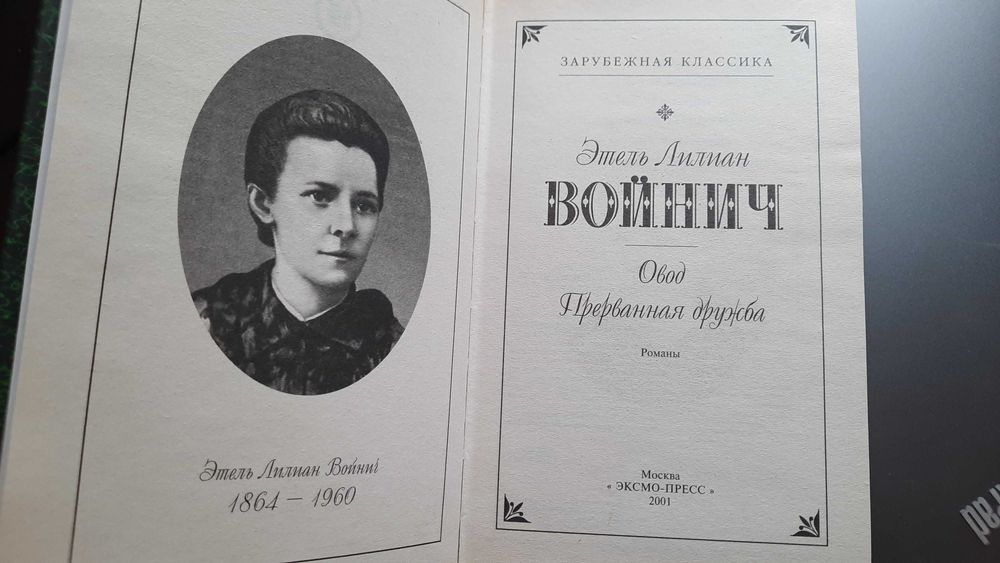 Этель Лилиан Войнич
1864 – 1960
ЗАРУБЕЖНАЯ КЛАССИКА
Этель Лилиан
ВОЙНИЧ
Овод
Прерванная дружба
Романы
Москва
« ЭКСМО-ПРЕСС »
2001